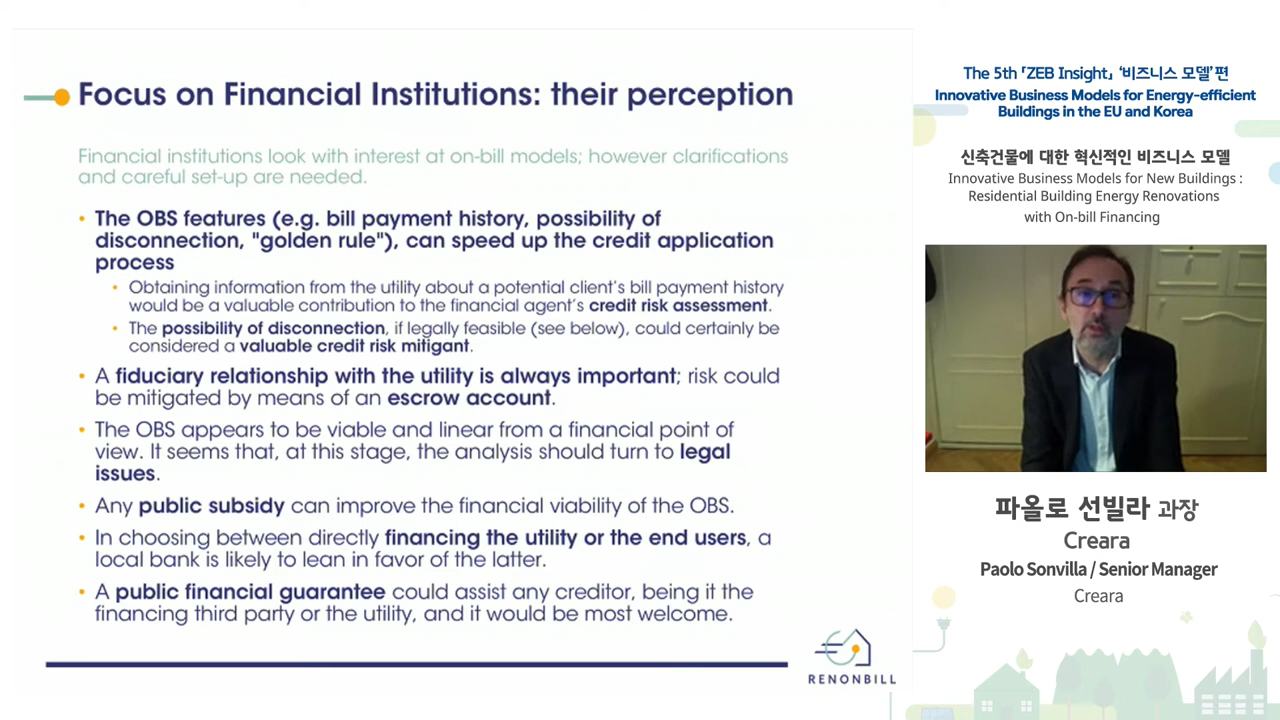 Focus on Financial Institutions: their perception
Financial institutions look with interest at on-bill models; however clarifications
and careful set-up are needed.
• The OBS features (e.g. bill payment history, possibility of
disconnection, "golden rule"), can speed up the credit application
process
• Obtaining information from the utility about a potential client's bill payment history
would be a valuable contribution to the financial agent's credit risk assessment.
• The possibility of disconnection, if legally feasible (see below), could certainly be
considered a valuable credit risk mitigant.
• A fiduciary relationship with the utility is always important; risk could
be mitigated by means of an escrow account.
• The OBS appears to be viable and linear from a financial point of
view. It seems that, at this stage, the analysis should turn to legal
issues.
• Any public subsidy can improve the financial viability of the OBS.
• In choosing between directly financing the utility or the end users, a
local bank is likely to lean in favor of the latter.
• A public financial guarantee could assist any creditor, being it the
financing third party or the utility, and it would be most welcome.
RENONBILL
The 5th「ZEB Insight」 '비즈니스 모델'편
Innovative Business Models for Energy-efficient
Buildings in the EU and Korea
신축건물에 대한 혁신적인 비즈니스 모델
Innovative Business Models for New Buildings :
Residential Building Energy Renovations
with On-bill Financing
파올로 선빌라 과장
Creara
Paolo Sonvilla / Senior Manager
Creara